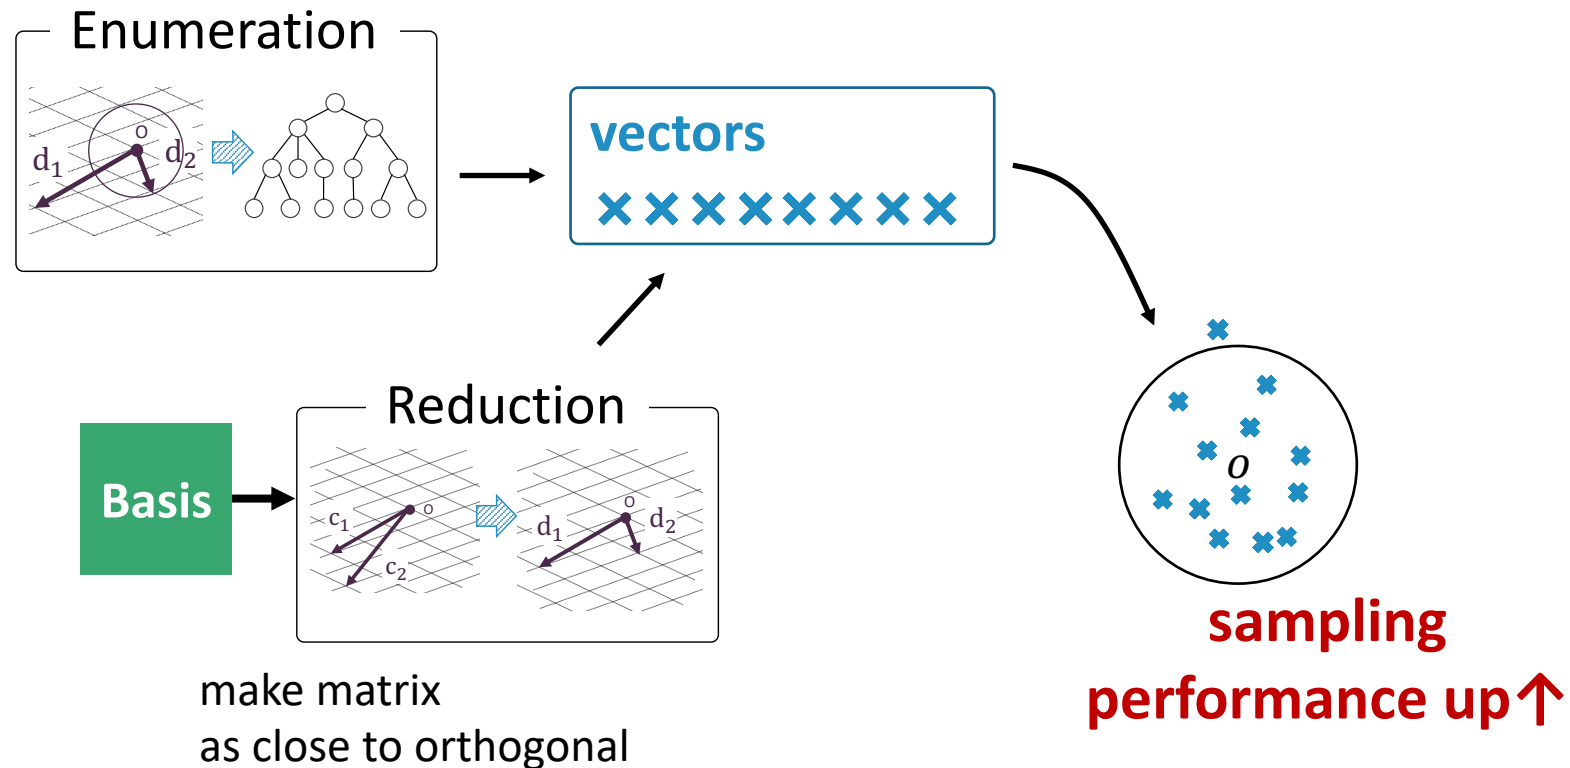 Enumeration
o
d₁
d₂
vectors
Reduction
Basis
c₁
c₂
o
d₁
d₂
o
o
sampling
performance up↑
make matrix
as close to orthogonal